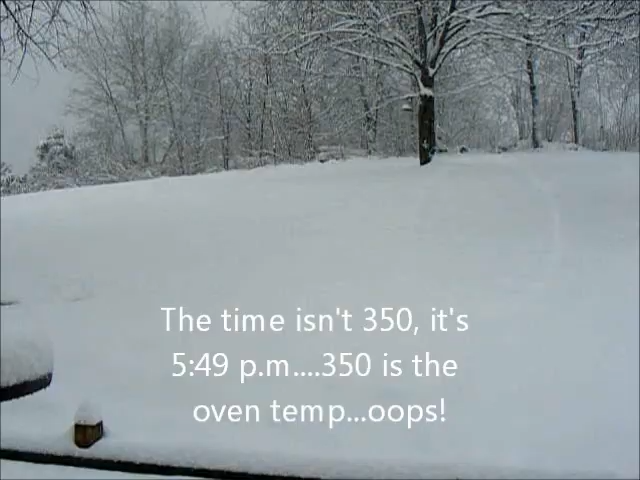 The time isn't 350, it's
5:49 p.m....350 is the
oven temp...oops!